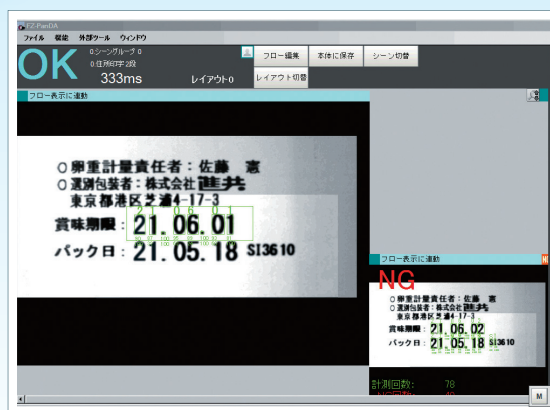 EZ-PanDA
ファイル 機能 外部ツール ウィンドウ
OK
0.シーングループ 0
0.住所印字2段
333ms
レイアウト0
フロー編集
本体に保存
シーン切替
レイアウト切替
フロー表示に連動
○卵重計量責任者：佐藤 憲
○選別包装者：株式会社進共
東京都港区芝浦4-17-3
21 06 01
賞味期限：21.06.01
パック日：21.05.18 SI3610
フロー表示に連動
NG
○卵重計量責任者：佐藤 憲
○選別包装者：株式会社進共
東京都港区芝浦4-17-3
賞味期限：21.06.02
パック日：21.05.18 SI3610
計測回数： 78
M